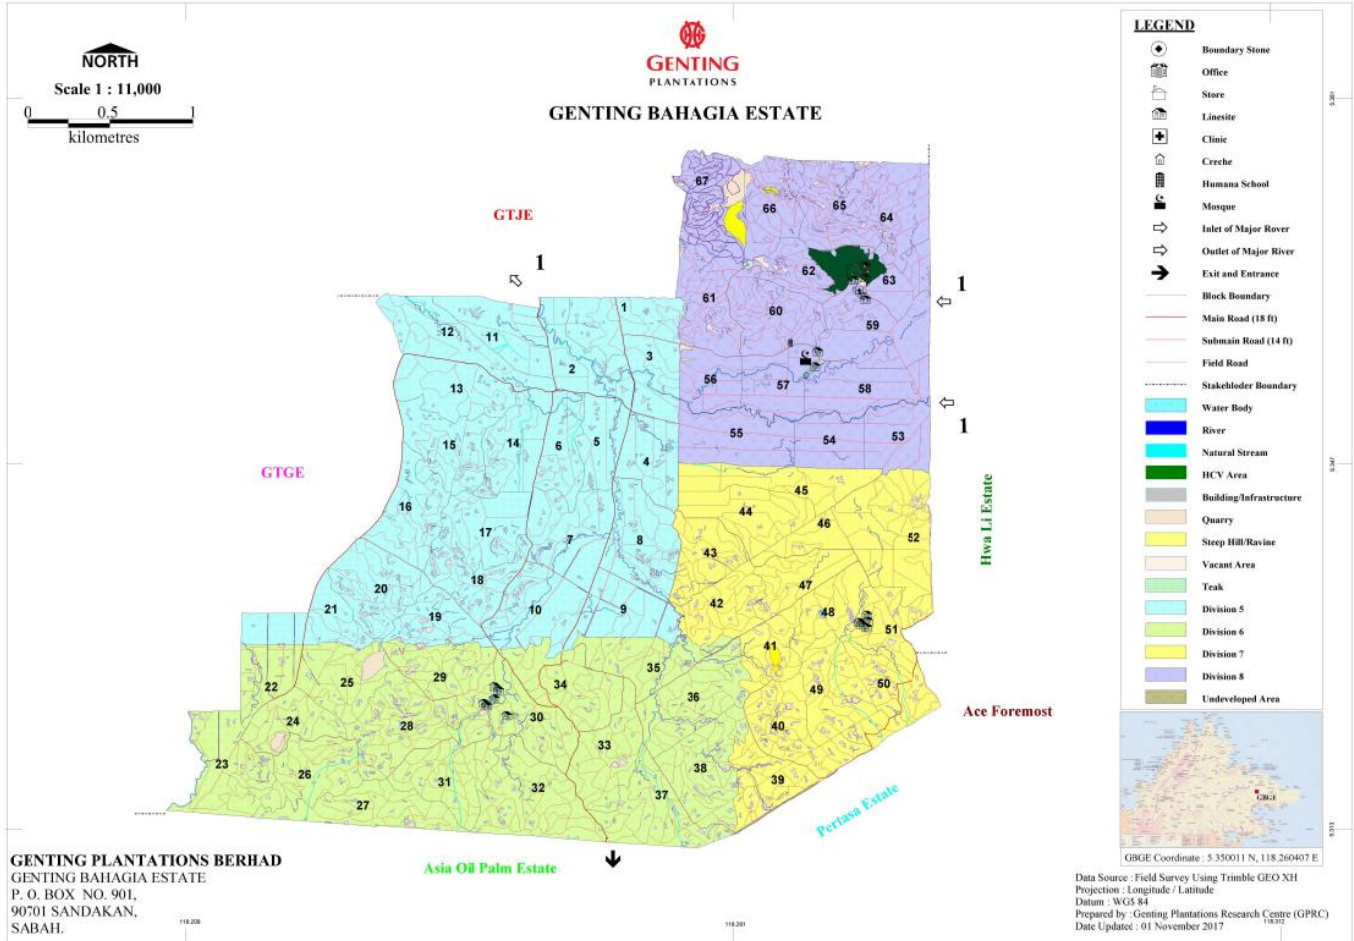 NORTH
Scale 1 : 11,000
0 0.5 1
kilometres
GENTING
PLANTATIONS
GENTING BAHAGIA ESTATE
LEGEND
Boundary Stone
Office
Store
Linesite
Clinic
Creche
Humana School
Mosque
Inlet of Major Rover
Outlet of Major River
Exit and Entrance
Block Boundary
Main Road (18 ft)
Submain Road (14 ft)
Field Road
Stakehloder Boundary
Water Body
River
Natural Stream
HCV Area
Building/Infrastructure
Quarry
Steep Hill/Ravine
Vacant Area
Teak
Division 5
Division 6
Division 7
Division 8
Undeveloped Area
GTJE
1
GTGE
1
1
Hwa Li Estate
Ace Foremost
Pertasa Estate
Asia Oil Palm Estate
67
66
65
64
62
63
61
60
59
56
57
58
55
54
53
1
12
11
3
2
13
15
14
6
5
4
16
17
7
8
18
20
21
19
10
9
45
44
46
52
43
47
42
48
51
41
49
50
40
39
35
34
29
25
22
36
24
28
30
33
23
26
31
32
38
27
37
GBGE
GBGE Coordinate : 5.350011 N, 118.260407 E
Data Source : Field Survey Using Trimble GEO XH
Projection : Longitude / Latitude
Datum : WGS 84
Prepared by : Genting Plantations Research Centre (GPRC)
Date Updated : 01 November 2017
GENTING PLANTATIONS BERHAD
GENTING BAHAGIA ESTATE
P. O. BOX NO. 901,
90701 SANDAKAN,
SABAH.
118.209
118.312
5.347
5.313